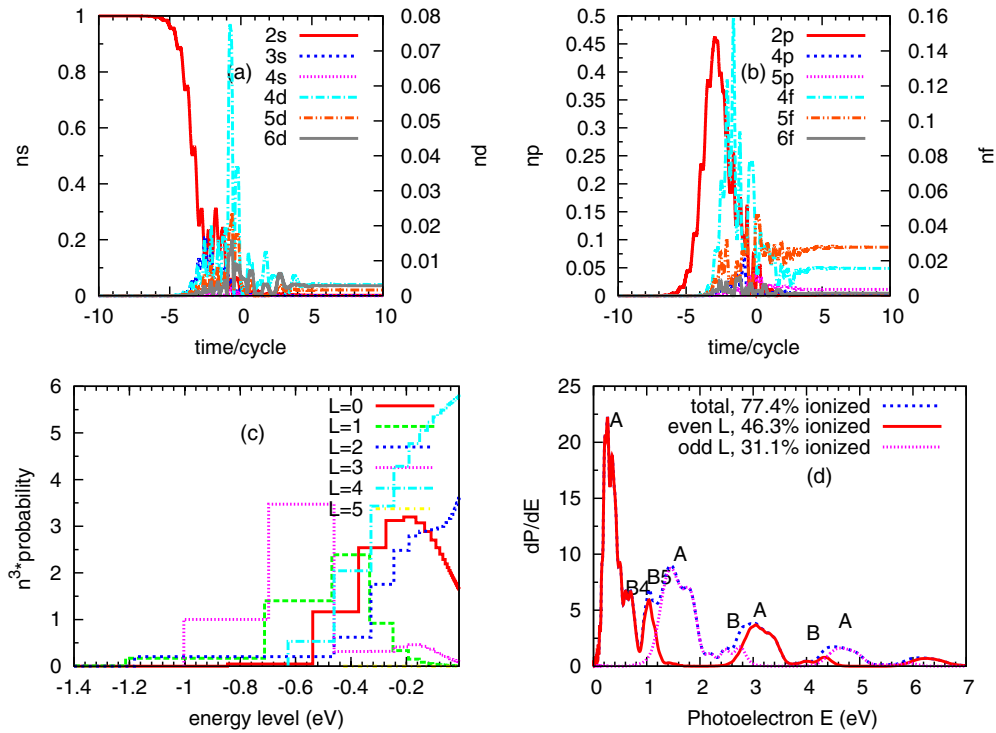 1
0.8
0.6
0.4
0.2
0
ns
-10
-5
0
5
10
time/cycle
0.08
0.07
0.06
0.05
0.04
0.03
0.02
0.01
0
nd
2s
3s
4s
4d
5d
6d
(a)
0.5
0.45
0.4
0.35
0.3
0.25
0.2
0.15
0.1
0.05
0
np
-10
-5
0
5
10
time/cycle
0.16
0.14
0.12
0.1
0.08
0.06
0.04
0.02
0
nf
2p
4p
5p
4f
5f
6f
(b)
6
5
4
3
2
1
0
n³*probability
-1.4
-1.2
-1
-0.8
-0.6
-0.4
-0.2
energy level (eV)
(c)
L=0
L=1
L=2
L=3
L=4
L=5
25
20
15
10
5
0
dP/dE
0
1
2
3
4
5
6
7
Photoelectron E (eV)
total, 77.4% ionized
even L, 46.3% ionized
odd L, 31.1% ionized
(d)
A
B4
B5
A
B
A
B
A